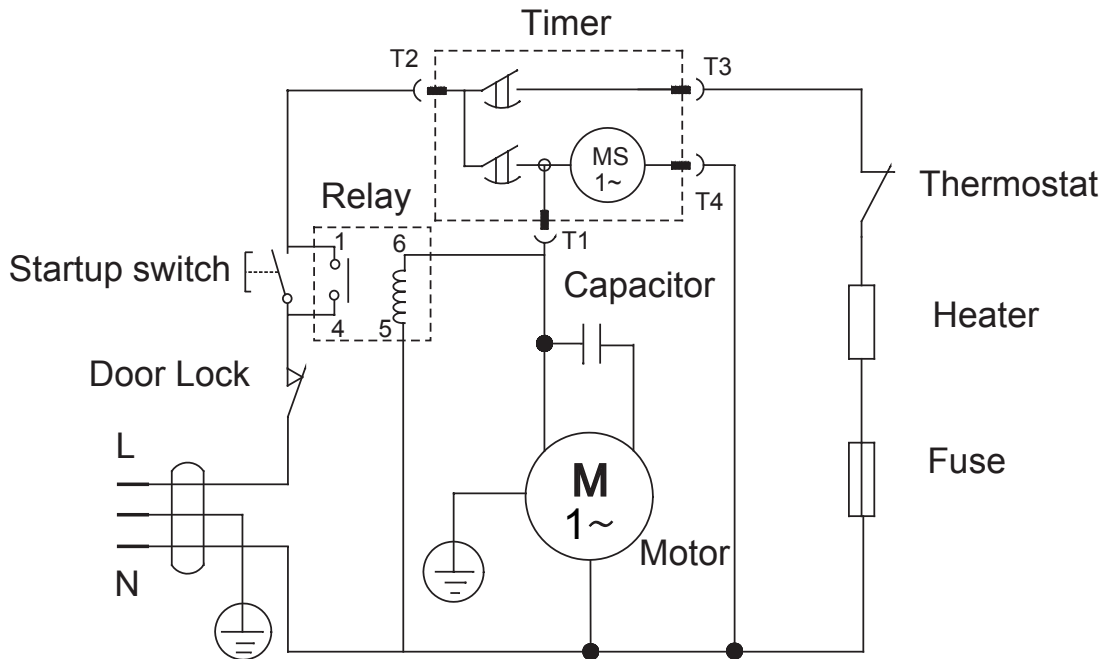 Timer
T2
T3
MS
1~
T4
Thermostat
Relay
1
6
T1
Startup switch
Capacitor
Heater
4
5
Door Lock
L
Fuse
M
1~
Motor
N